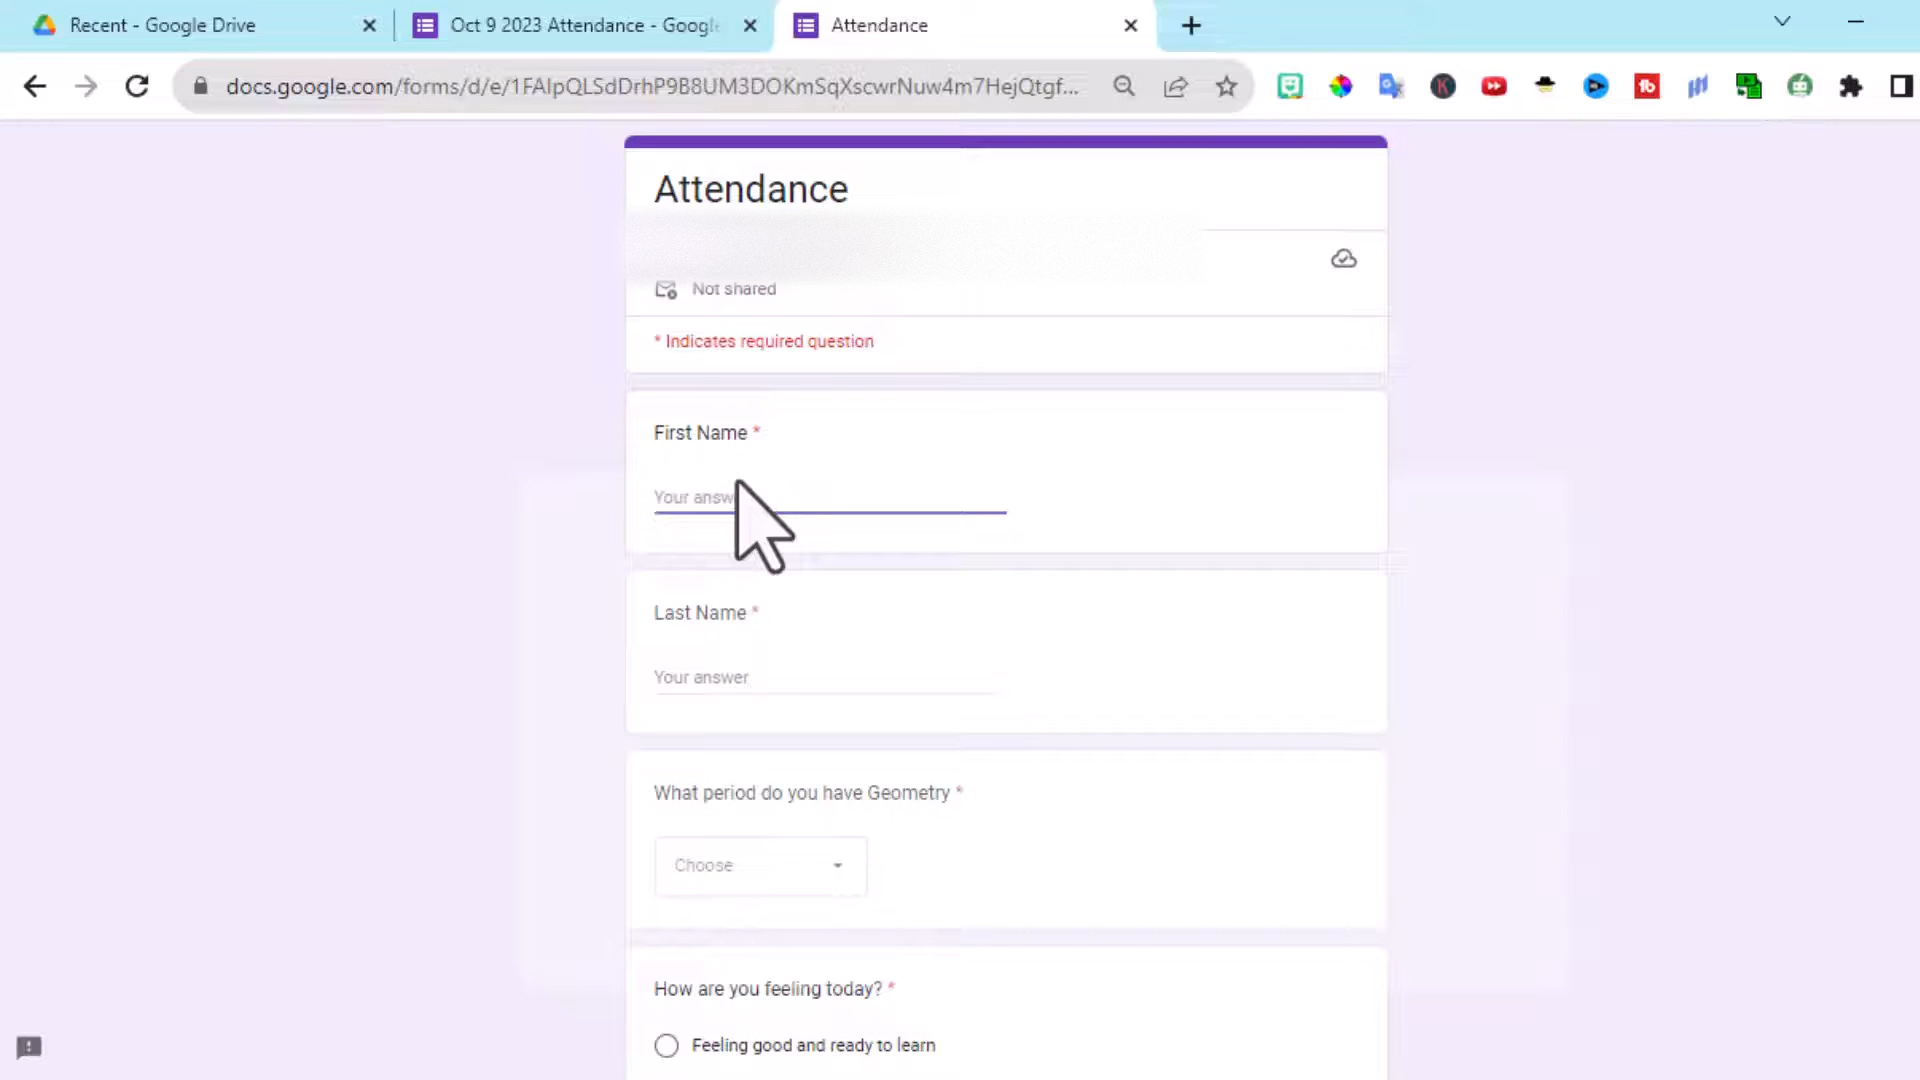 Recent - Google Drive
Oct 9 2023 Attendance - Googl
Attendance
docs.google.com/forms/d/e/1FAIpQLSdDrhP9B8UM3DOKmSqXscwrNuw4m7HejQtgf...
Attendance
Not shared
* Indicates required question
First Name *
Your answ
Last Name *
Your answer
What period do you have Geometry *
Choose
How are you feeling today? *
Feeling good and ready to learn